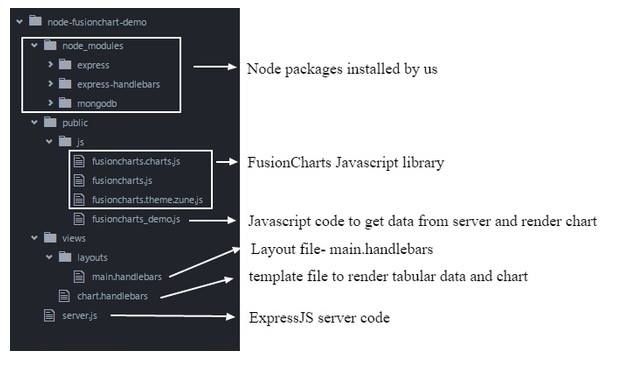 node-fusionchart-demo
node_modules
express
Node packages installed by us
express-handlebars
mongodb
public
js
fusioncharts.charts.js
FusionCharts Javascript library
fusioncharts.js
fusioncharts.theme.zune.js
fusioncharts_demo.js
Javascript code to get data from server and render chart
views
Layout file- main.handlebars
layouts
main.handlebars
template file to render tabular data and chart
chart.handlebars
server.js
ExpressJS server code